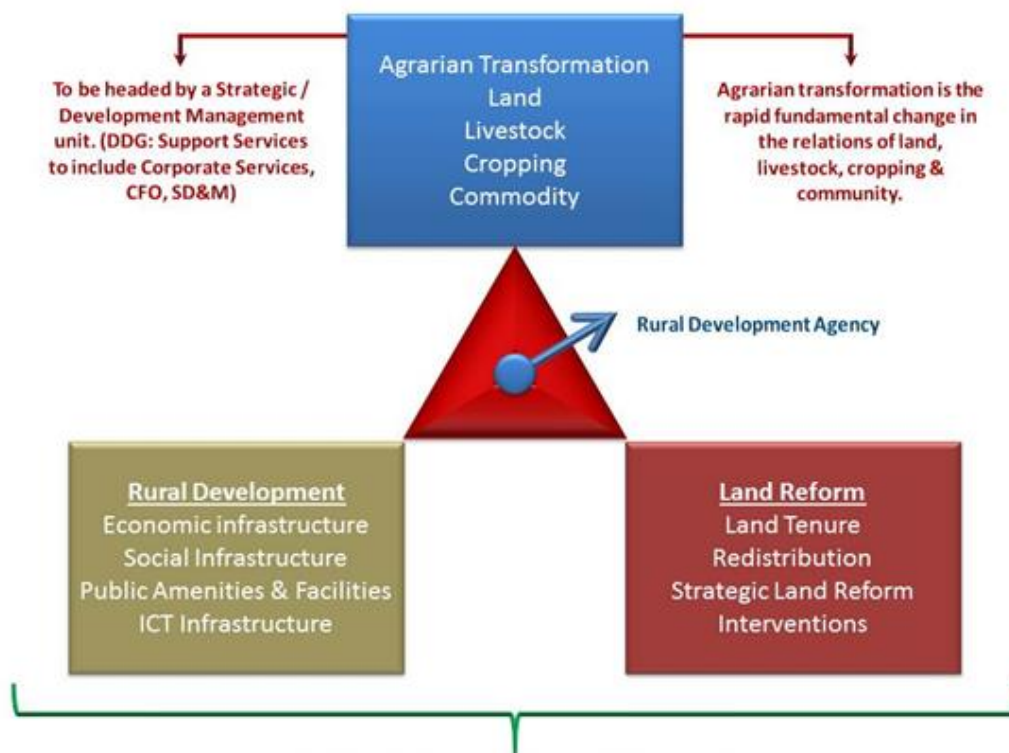 Agrarian Transformation
Land
Livestock
Cropping
Commodity
To be headed by a Strategic /
Development Management
unit. (DDG: Support Services
to include Corporate Services,
CFO, SD&M)
Agrarian transformation is the
rapid fundamental change in
the relations of land,
livestock, cropping &
community.
Rural Development Agency
Rural Development
Economic infrastructure
Social Infrastructure
Public Amenities & Facilities
ICT Infrastructure
Land Reform
Land Tenure
Redistribution
Strategic Land Reform
Interventions